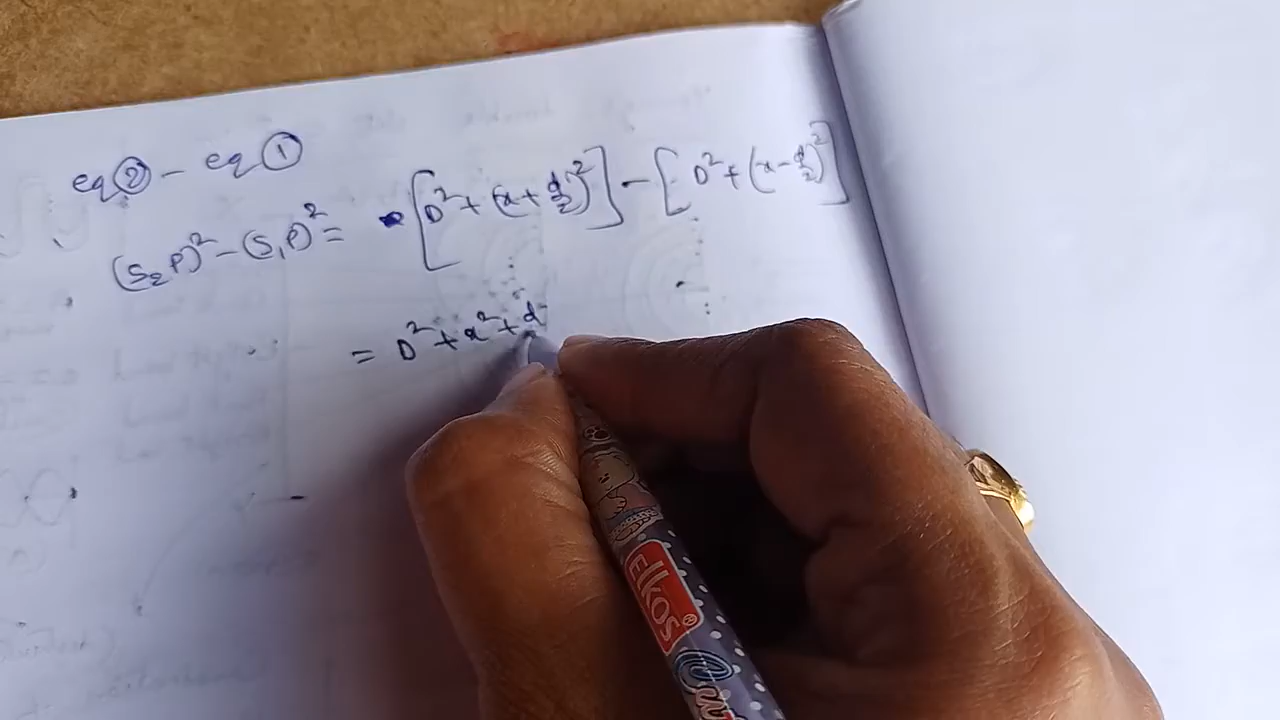 eq② - eq①
(S₂P)² - (S₁P)² = [D² + (x + d/2)²] - [D² + (x - d/2)²]
= D² + x² + d
Elkos®